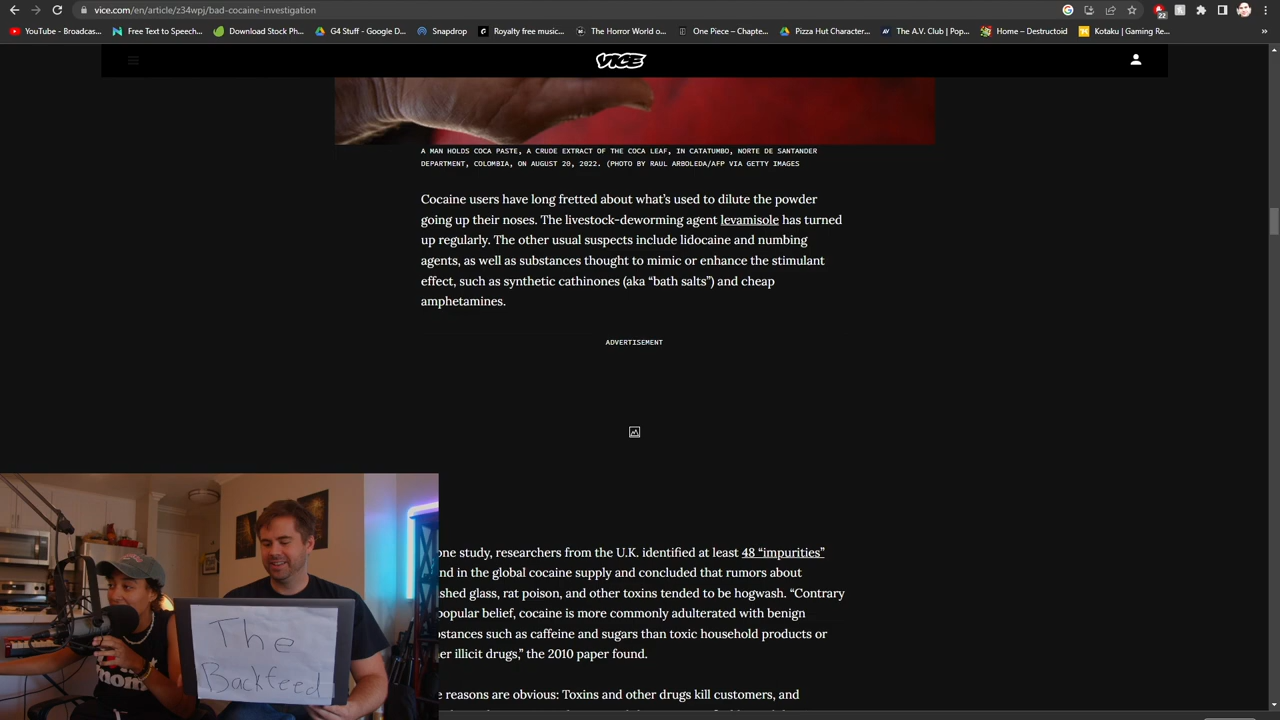 vice.com/en/article/z34wpj/bad-cocaine-investigation
22
YouTube - Broadcas...
Free Text to Speech...
Download Stock Ph...
G4 Stuff - Google D...
Snapdrop
Royalty free music...
The Horror World o...
One Piece – Chapte...
Pizza Hut Character...
The A.V. Club | Pop...
Home – Destructoid
Kotaku | Gaming Re...
»
VICE
A MAN HOLDS COCA PASTE, A CRUDE EXTRACT OF THE COCA LEAF, IN CATATUMBO, NORTE DE SANTANDER
DEPARTMENT, COLOMBIA, ON AUGUST 20, 2022. (PHOTO BY RAUL ARBOLEDA/AFP VIA GETTY IMAGES
Cocaine users have long fretted about what’s used to dilute the powder
going up their noses. The livestock-deworming agent levamisole has turned
up regularly. The other usual suspects include lidocaine and numbing
agents, as well as substances thought to mimic or enhance the stimulant
effect, such as synthetic cathinones (aka “bath salts”) and cheap
amphetamines.
ADVERTISEMENT
one study, researchers from the U.K. identified at least 48 “impurities”
nd in the global cocaine supply and concluded that rumors about
shed glass, rat poison, and other toxins tended to be hogwash. “Contrary
popular belief, cocaine is more commonly adulterated with benign
bstances such as caffeine and sugars than toxic household products or
er illicit drugs,” the 2010 paper found.
e reasons are obvious: Toxins and other drugs kill customers, and
The
Backfeed